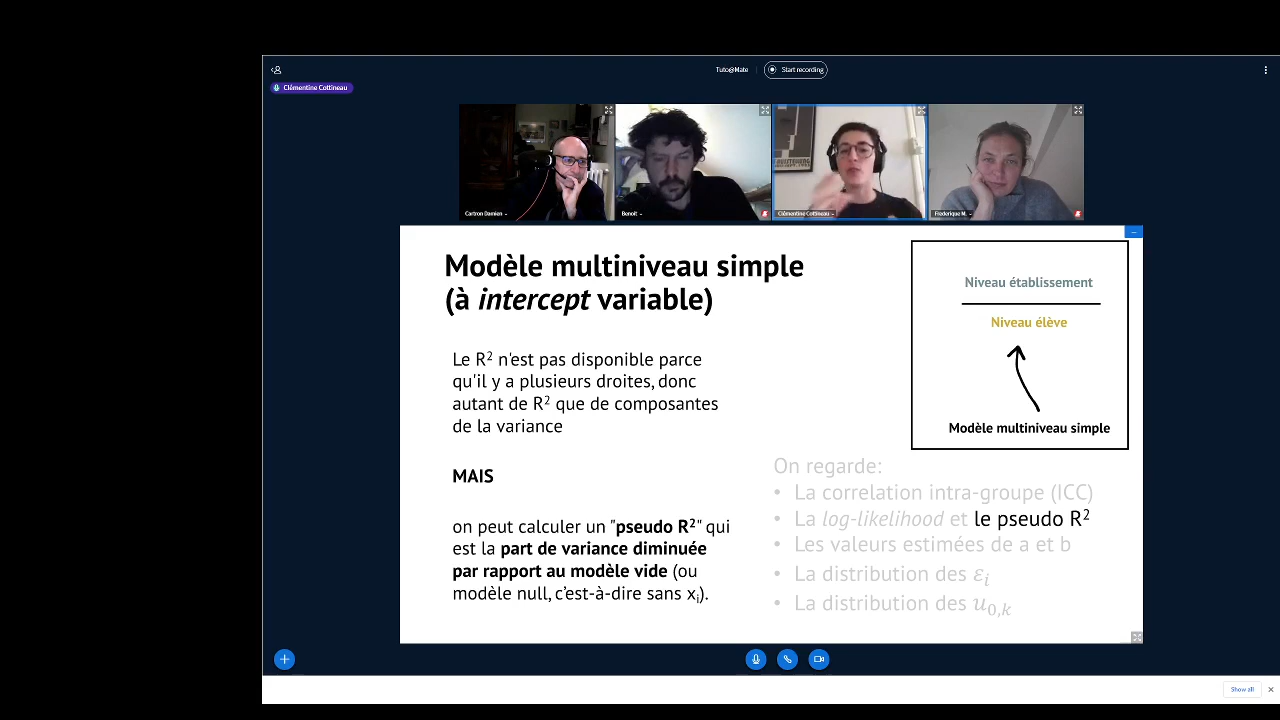 Tuto@Mate
Start recording
Clémentine Cottineau
Cartron Damien
Benoit
Clémentine Cottineau
Frederique M.
Modèle multiniveau simple
(à intercept variable)
Niveau établissement
Niveau élève
Modèle multiniveau simple
Le R² n'est pas disponible parce
qu'il y a plusieurs droites, donc
autant de R² que de composantes
de la variance
MAIS
on peut calculer un "pseudo R²" qui
est la part de variance diminuée
par rapport au modèle vide (ou
modèle null, c’est-à-dire sans xᵢ).
On regarde:
• La correlation intra-groupe (ICC)
• La log-likelihood et le pseudo R²
• Les valeurs estimées de a et b
• La distribution des εᵢ
• La distribution des u₀,ₖ
Show all